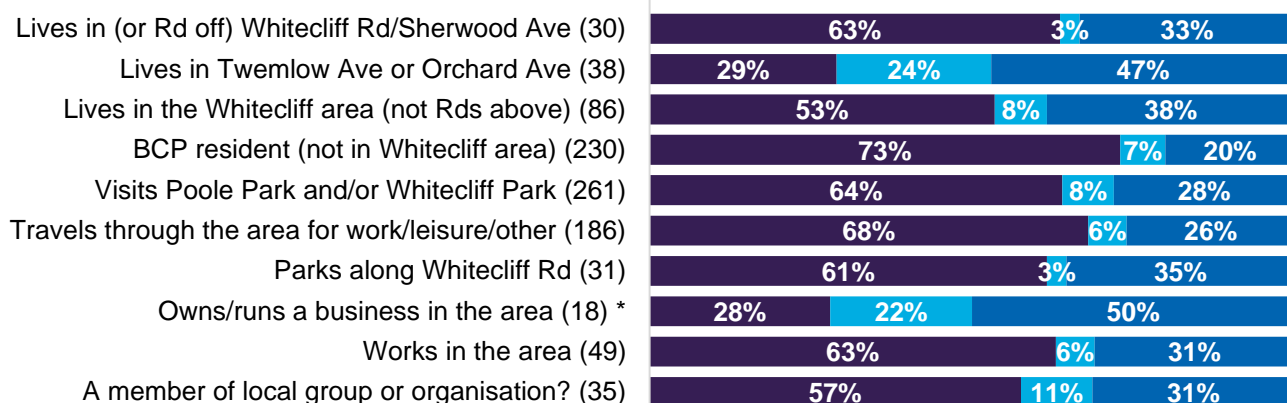 Lives in (or Rd off) Whitecliff Rd/Sherwood Ave (30) 63% 3% 33%
Lives in Twemlow Ave or Orchard Ave (38) 29% 24% 47%
Lives in the Whitecliff area (not Rds above) (86) 53% 8% 38%
BCP resident (not in Whitecliff area) (230) 73% 7% 20%
Visits Poole Park and/or Whitecliff Park (261) 64% 8% 28%
Travels through the area for work/leisure/other (186) 68% 6% 26%
Parks along Whitecliff Rd (31) 61% 3% 35%
Owns/runs a business in the area (18) * 28% 22% 50%
Works in the area (49) 63% 6% 31%
A member of local group or organisation? (35) 57% 11% 31%